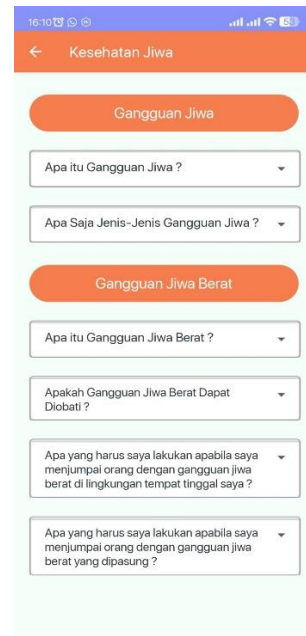 16:10
Kesehatan Jiwa
Gangguan Jiwa
Apa itu Gangguan Jiwa ?
Apa Saja Jenis-Jenis Gangguan Jiwa ?
Gangguan Jiwa Berat
Apa itu Gangguan Jiwa Berat ?
Apakah Gangguan Jiwa Berat Dapat
Diobati ?
Apa yang harus saya lakukan apabila saya
menjumpai orang dengan gangguan jiwa
berat di lingkungan tempat tinggal saya ?
Apa yang harus saya lakukan apabila saya
menjumpai orang dengan gangguan jiwa
berat yang dipasung ?